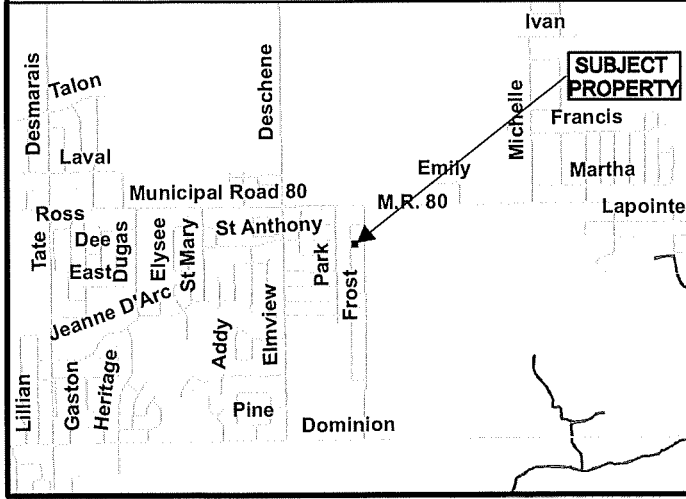 Ivan
SUBJECT
PROPERTY
Desmarais
Talon
Deschene
Michelle
Francis
Laval
Emily
Martha
Municipal Road 80
M.R. 80
Lapointe
Ross
Tate
Dee
Dugas
Elysee
St Mary
St Anthony
Park
Frost
East
Jeanne D'Arc
Addy
Elmview
Lillian
Gaston
Heritage
Pine
Dominion